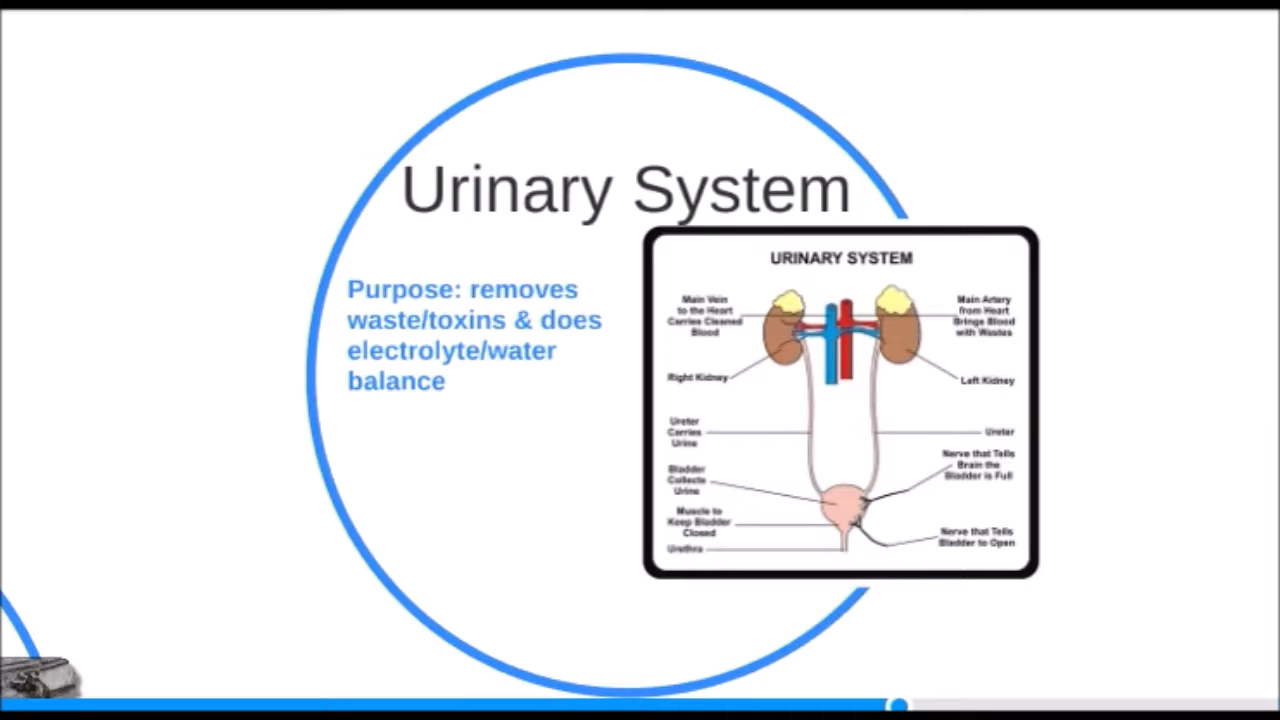 Urinary System
Purpose: removes
waste/toxins & does
electrolyte/water
balance
URINARY SYSTEM
Main Vein
to the Heart
Carries Cleaned
Blood
Right Kidney
Ureter
Carries
Urine
Bladder
Collects
Urine
Muscle to
Keep Bladder
Closed
Urethra
Main Artery
from Heart
Brings Blood
with Wastes
Left Kidney
Ureter
Nerve that Tells
Brain the
Bladder is Full
Nerve that Tells
Bladder to Open